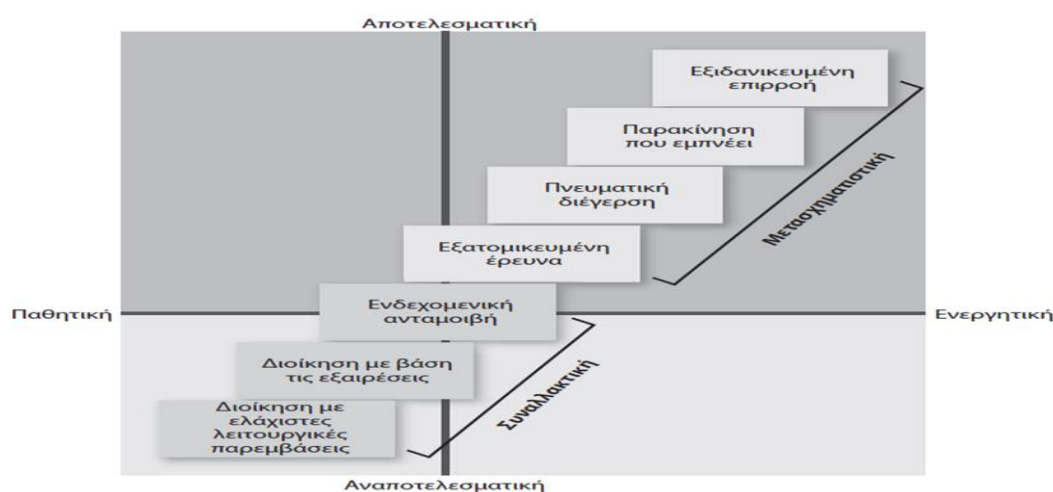 Αποτελεσματική
Εξιδανικευμένη
επιρροή
Παρακίνηση
που εμπνέει
Πνευματική
διέγερση
Μετασχηματιστική
Εξατομικευμένη
έρευνα
Παθητική
Ενδεχομενική
ανταμοιβή
Ενεργητική
Διοίκηση με βάση
τις εξαιρέσεις
Συναλλακτική
Διοίκηση με
ελάχιστες
λειτουργικές
παρεμβάσεις
Αναποτελεσματική